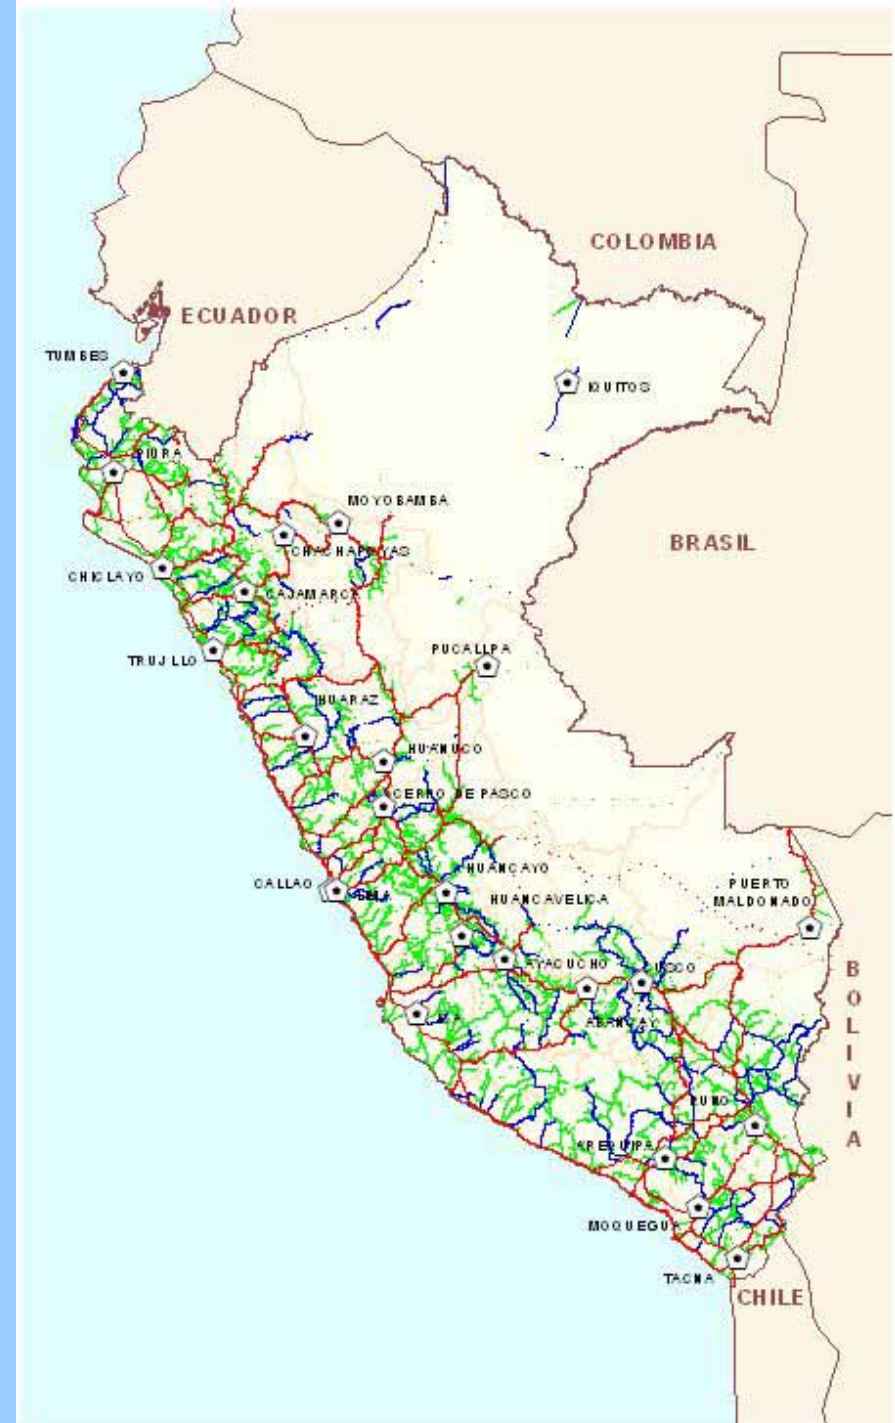 COLOMBIA
ECUADOR
TUMBES
IQUITOS
PIURA
MOYOBAMBA
CHACHAPOYAS
BRASIL
CHICLAYO
CAJAMARCA
PUCALLPA
TRUJILLO
HUARAZ
HUANUCO
CERRO DE PASCO
HUANCAYO
CALLAO
PUERTO
MALDONADO
HUANCAVELICA
AYACUCHO
CUSCO
BOLIVIA
ABANCAY
PUNO
AREQUIPA
MOQUEGUA
TACNA
CHILE